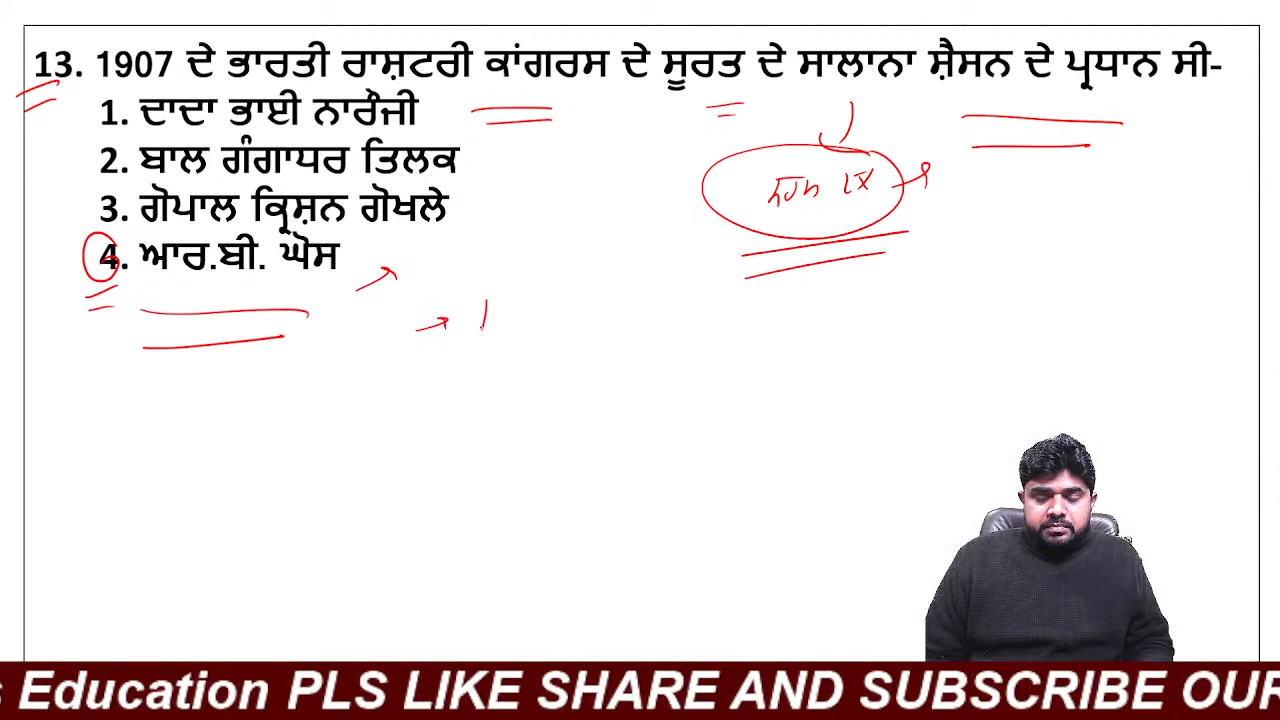 13. 1907 ਦੇ ਭਾਰਤੀ ਰਾਸ਼ਟਰੀ ਕਾਂਗਰਸ ਦੇ ਸੂਰਤ ਦੇ ਸਾਲਾਨਾ ਸ਼ੈਸਨ ਦੇ ਪ੍ਰਧਾਨ ਸੀ-
1. ਦਾਦਾ ਭਾਈ ਨਾਰੌਜੀ
2. ਬਾਲ ਗੰਗਾਧਰ ਤਿਲਕ
3. ਗੋਪਾਲ ਕ੍ਰਿਸ਼ਨ ਗੋਖਲੇ
4. ਆਰ.ਬੀ. ਘੋਸ
s Education PLS LIKE SHARE AND SUBSCRIBE OUR